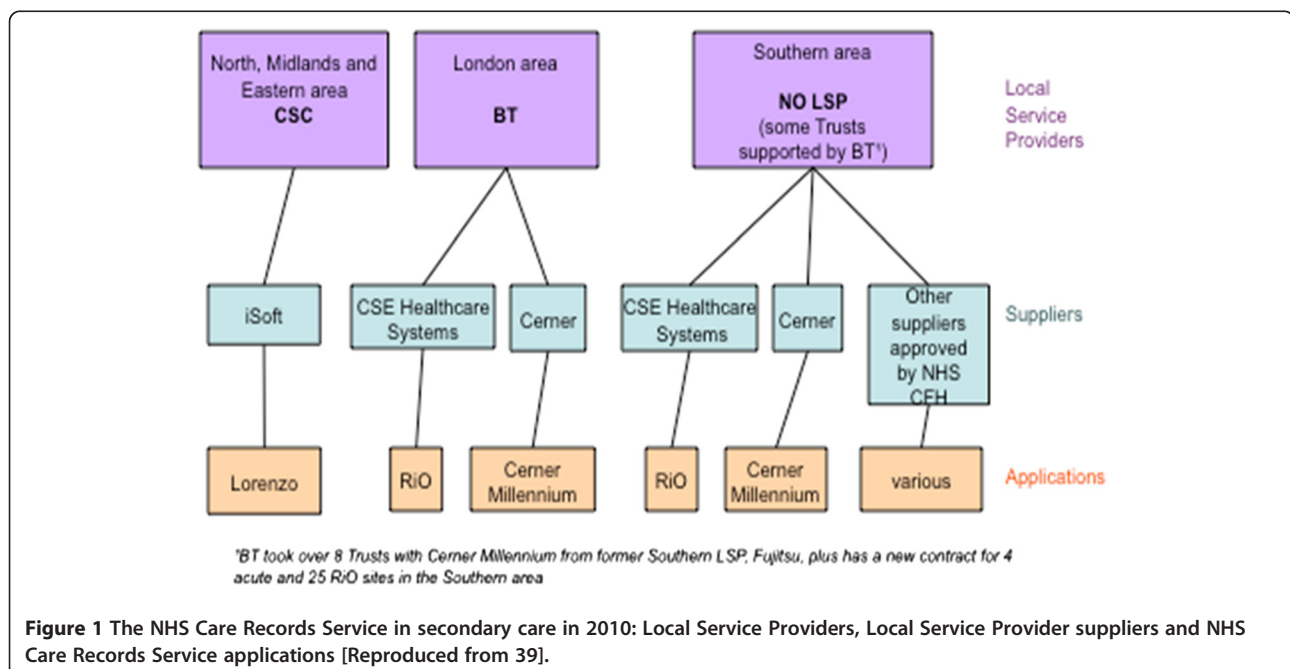 North, Midlands and
Eastern area
CSC
London area
BT
Southern area
NO LSP
(some Trusts
supported by BT¹)
Local
Service
Providers
iSoft
CSE Healthcare
Systems
Cerner
CSE Healthcare
Systems
Cerner
Other
suppliers
approved
by NHS
CFH
Suppliers
Lorenzo
RiO
Cerner
Millennium
RiO
Cerner
Millennium
various
Applications
¹BT took over 8 Trusts with Cerner Millennium from former Southern LSP, Fujitsu, plus has a new contract for 4
acute and 25 RiO sites in the Southern area
Figure 1 The NHS Care Records Service in secondary care in 2010: Local Service Providers, Local Service Provider suppliers and NHS
Care Records Service applications [Reproduced from 39].